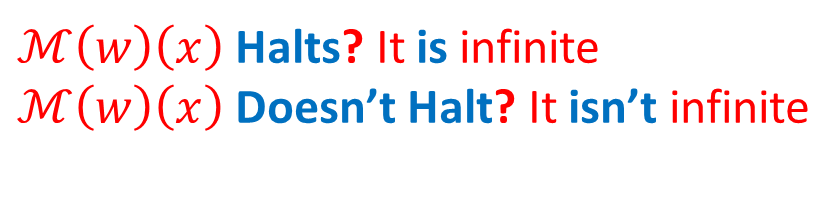 ℳ(w)(x) Halts? It is infinite
ℳ(w)(x) Doesn’t Halt? It isn’t infinite